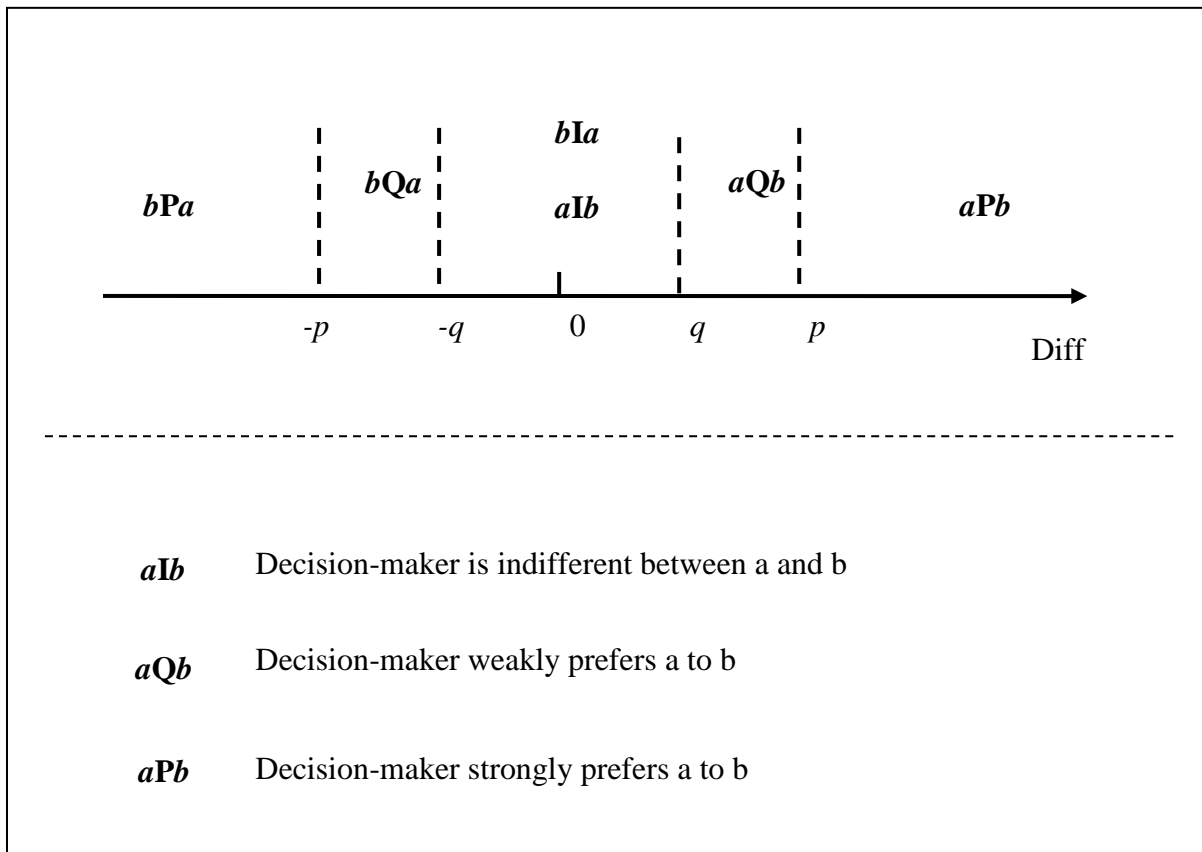 bIa
bQa aQb
bPa aIb aPb
-p -q 0 q p
Diff
aIb Decision-maker is indifferent between a and b
aQb Decision-maker weakly prefers a to b
aPb Decision-maker strongly prefers a to b